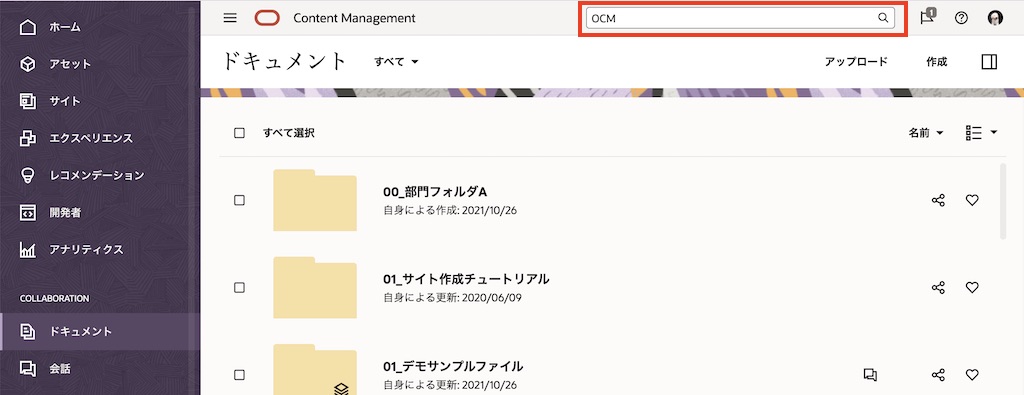 Content Management
OCM
1
ホーム
アセット
サイト
エクスペリエンス
レコメンデーション
開発者
アナリティクス
COLLABORATION
ドキュメント
会話
ドキュメント
すべて
アップロード
作成
すべて選択
名前
00_部門フォルダA
自身による作成: 2021/10/26
01_サイト作成チュートリアル
自身による更新: 2020/06/09
01_デモサンプルファイル
自身による更新: 2021/10/26